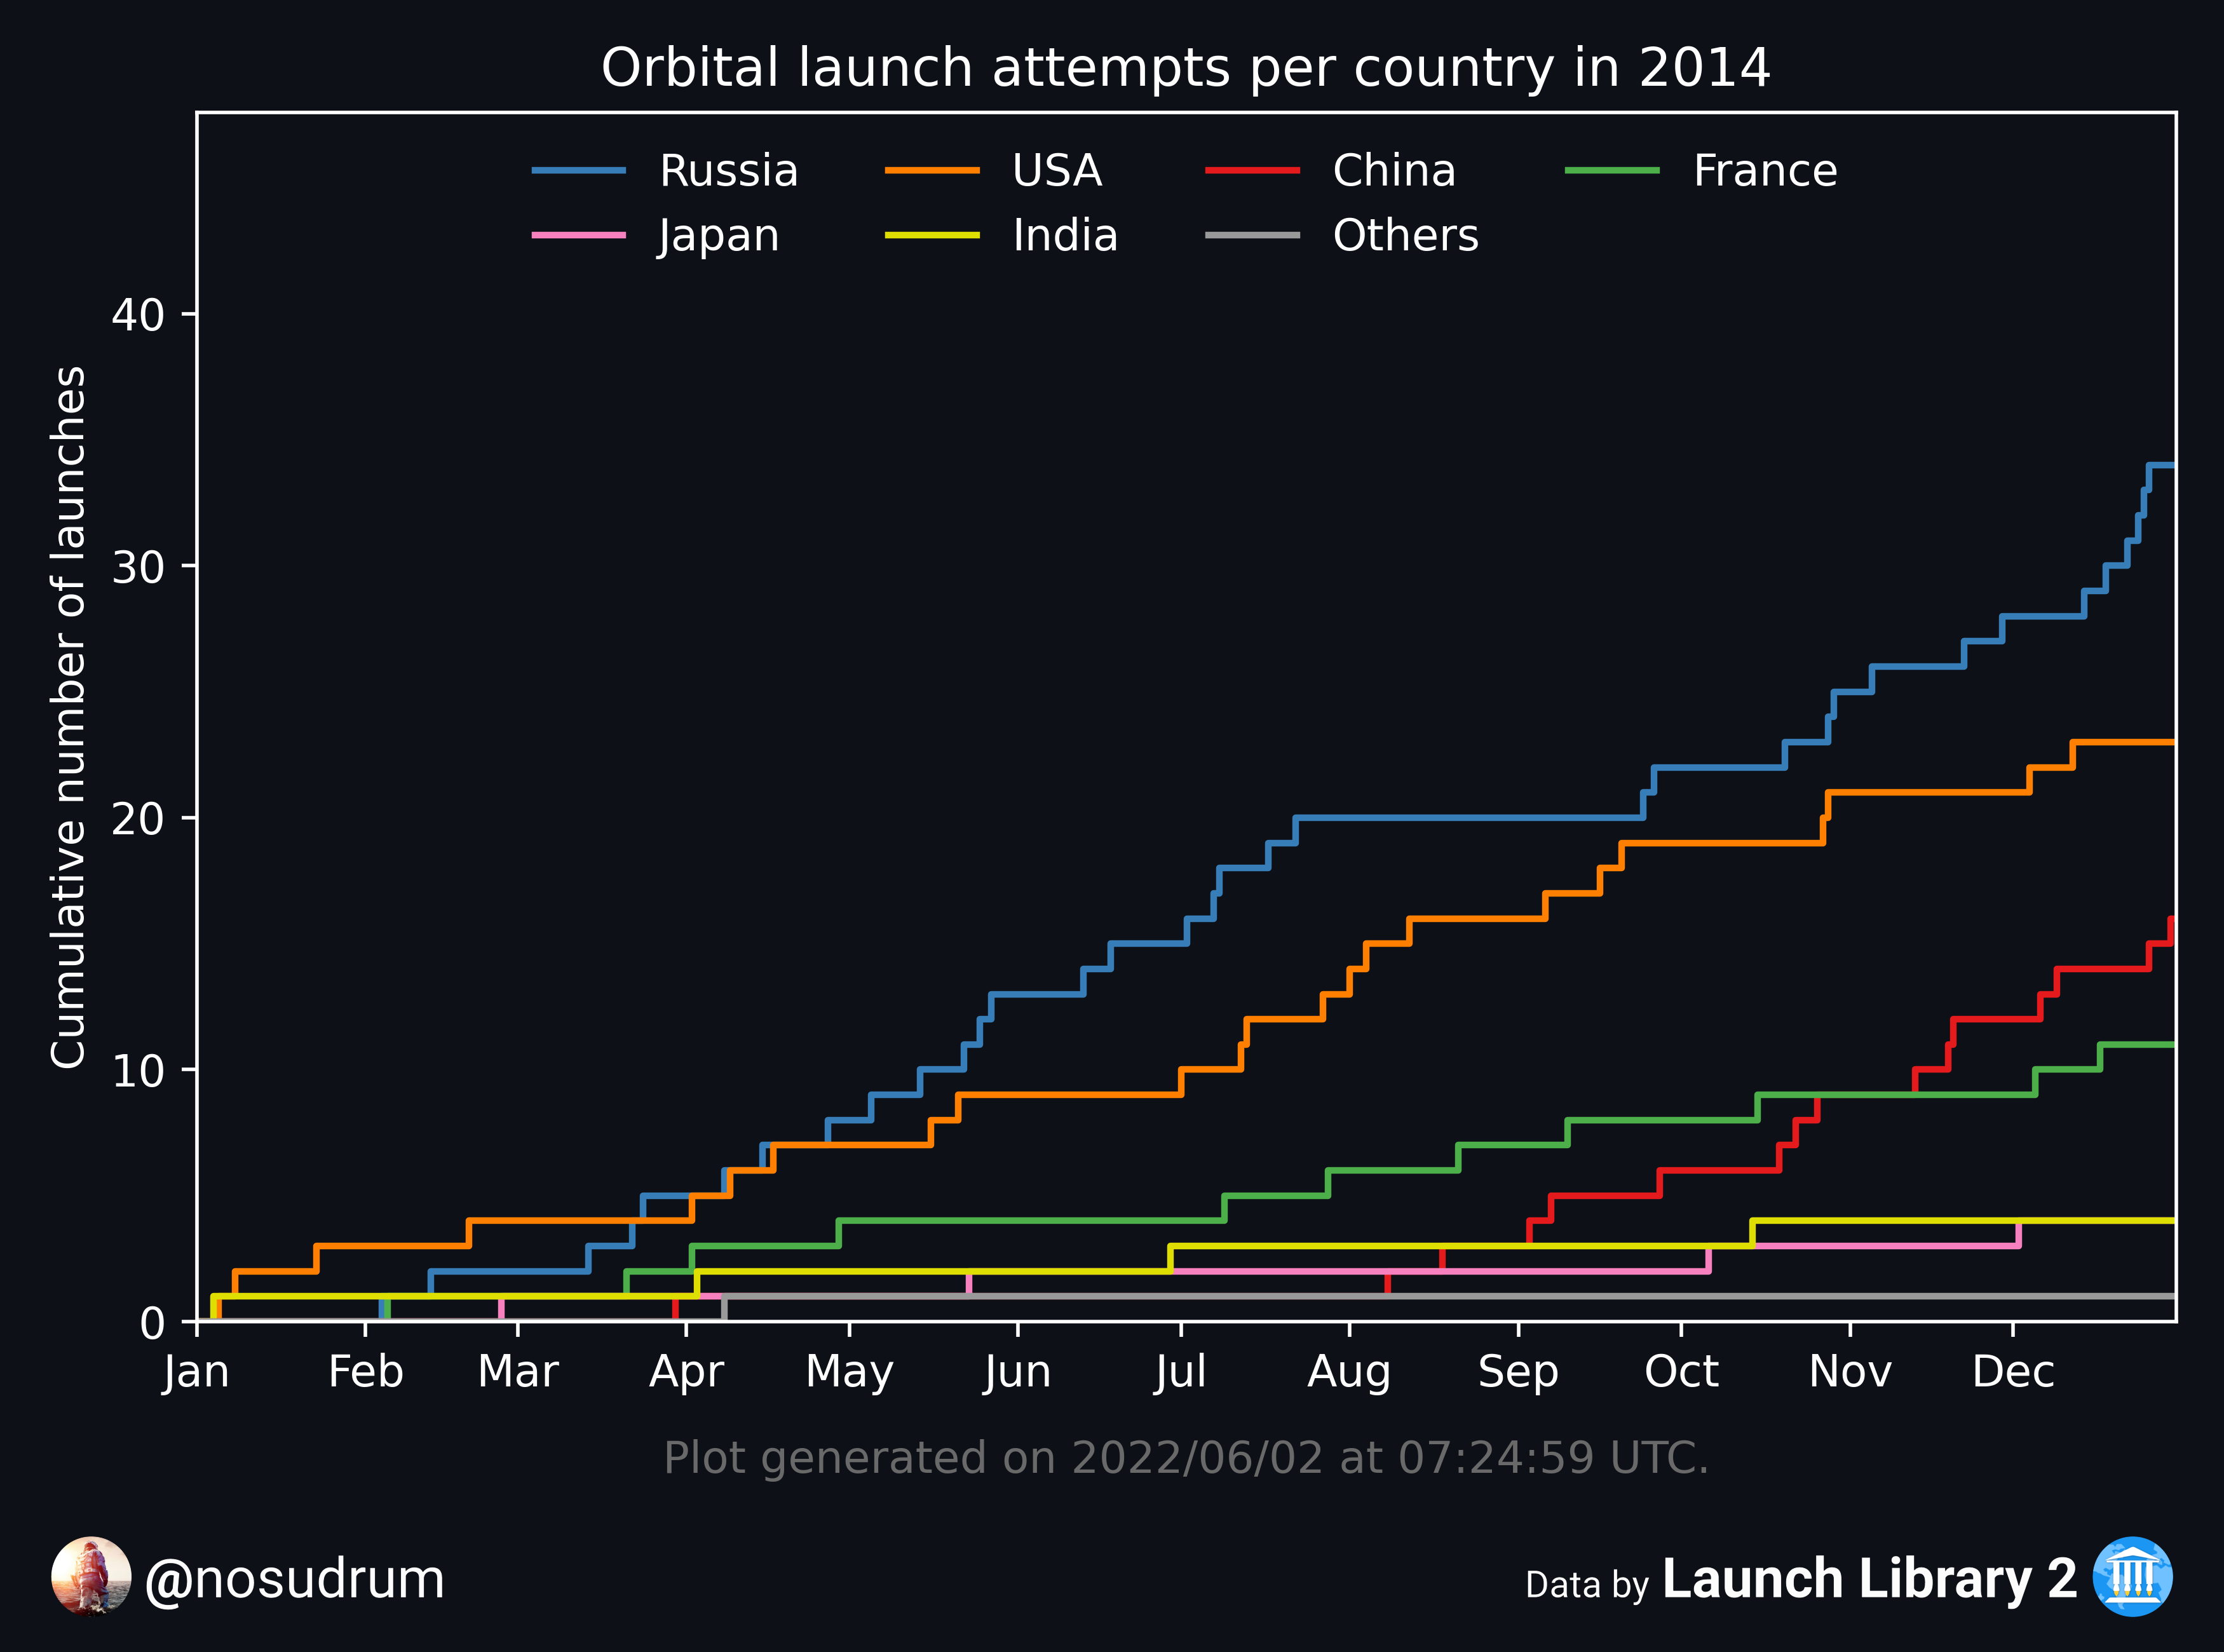 Orbital launch attempts per country in 2014
Russia USA China France
Japan India Others
Cumulative number of launches
40
30
20
10
0
Jan Feb Mar Apr May Jun Jul Aug Sep Oct Nov Dec
Plot generated on 2022/06/02 at 07:24:59 UTC.
@nosudrum
Data by Launch Library 2